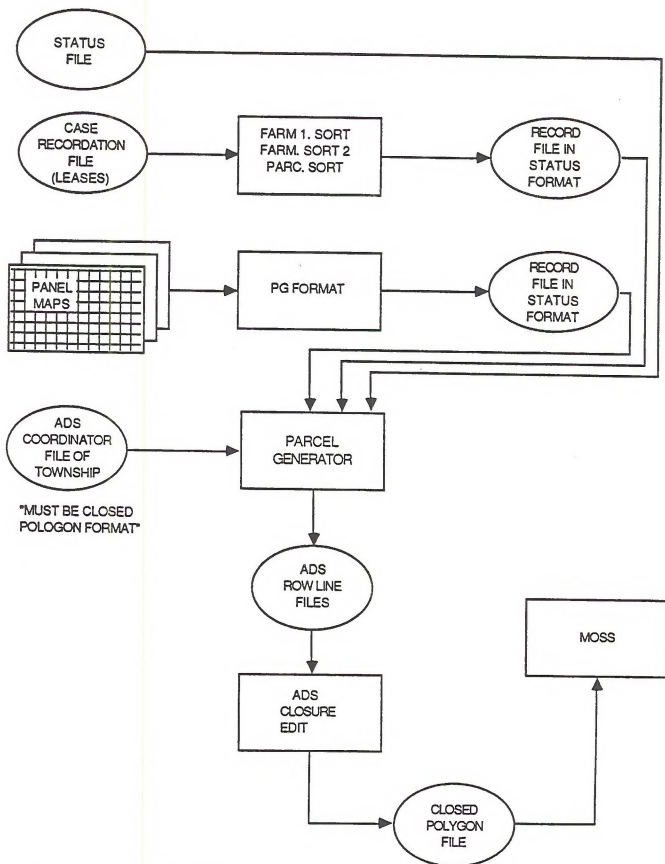 STATUS
FILE
CASE
RECORDATION
FILE
(LEASES)
FARM 1. SORT
FARM. SORT 2
PARC. SORT
RECORD
FILE IN
STATUS
FORMAT
PANEL
MAPS
PG FORMAT
RECORD
FILE IN
STATUS
FORMAT
ADS
COORDINATOR
FILE OF
TOWNSHIP
"MUST BE CLOSED
POLOGON FORMAT"
PARCEL
GENERATOR
ADS
ROW LINE
FILES
ADS
CLOSURE
EDIT
MOSS
CLOSED
POLYGON
FILE